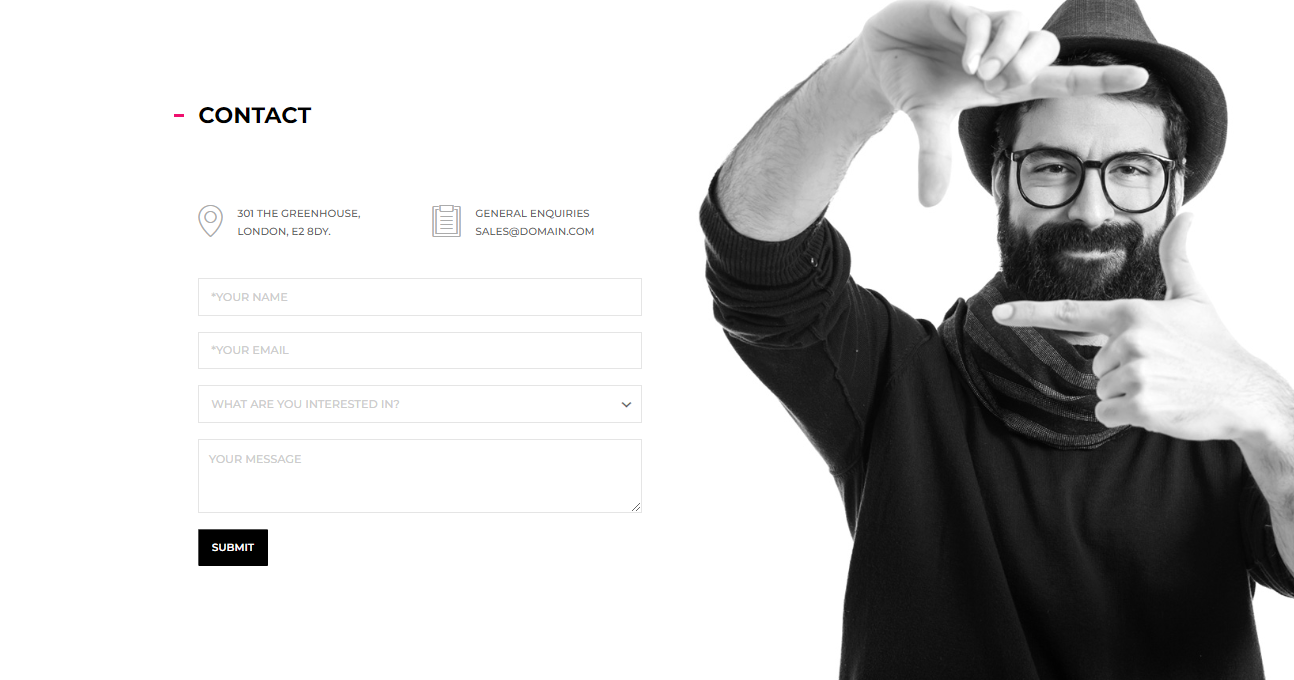 CONTACT
301 THE GREENHOUSE,
LONDON, E2 8DY.
GENERAL ENQUIRIES
SALES@DOMAIN.COM
*YOUR NAME
*YOUR EMAIL
WHAT ARE YOU INTERESTED IN?
YOUR MESSAGE
SUBMIT